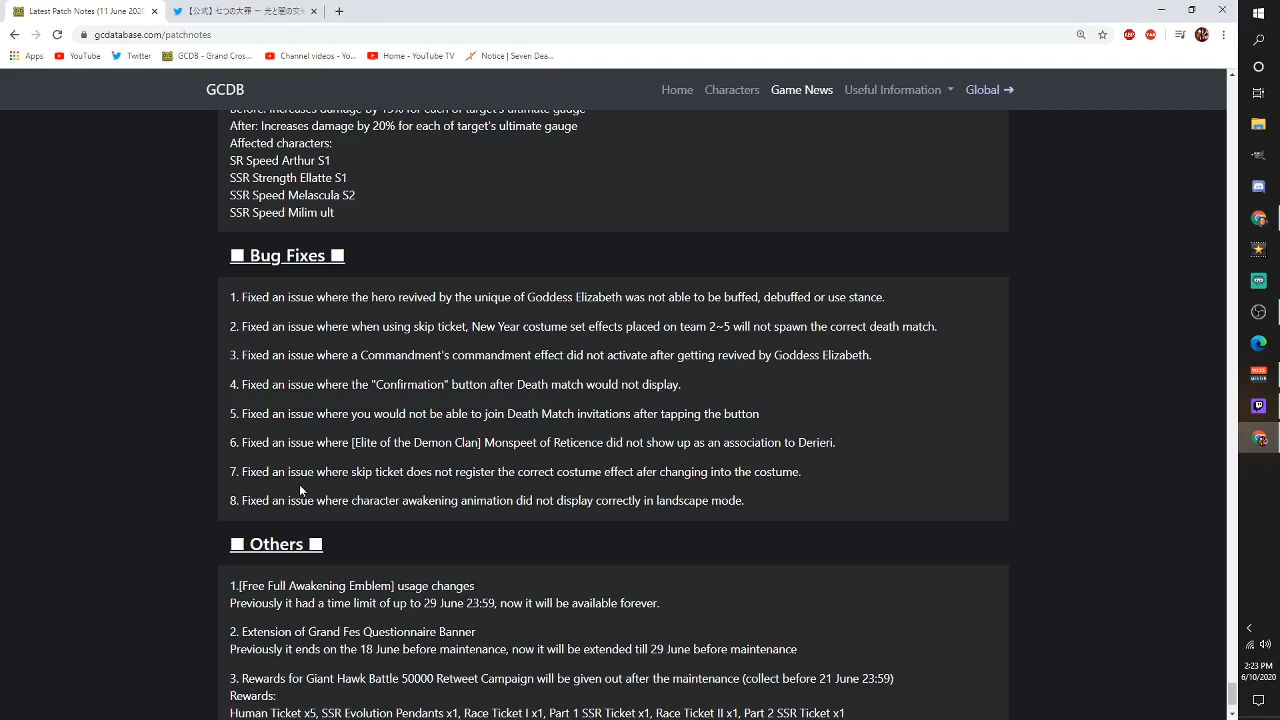 Latest Patch Notes (11 June 2020
【公式】七つの大罪 ～ 光と闇の交
gcdatabase.com/patchnotes
Apps
YouTube
Twitter
GCDB - Grand Cros...
Channel videos - Yo...
Home - YouTube TV
Notice | Seven Dea...
GCDB
Home
Characters
Game News
Useful Information
Global ➔
Before: Increases damage by 15% for each of target's ultimate gauge
After: Increases damage by 20% for each of target's ultimate gauge
Affected characters:
SR Speed Arthur S1
SSR Strength Ellatte S1
SSR Speed Melascula S2
SSR Speed Milim ult
■ Bug Fixes ■
1. Fixed an issue where the hero revived by the unique of Goddess Elizabeth was not able to be buffed, debuffed or use stance.
2. Fixed an issue where when using skip ticket, New Year costume set effects placed on team 2~5 will not spawn the correct death match.
3. Fixed an issue where a Commandment's commandment effect did not activate after getting revived by Goddess Elizabeth.
4. Fixed an issue where the "Confirmation" button after Death match would not display.
5. Fixed an issue where you would not be able to join Death Match invitations after tapping the button
6. Fixed an issue where [Elite of the Demon Clan] Monspeet of Reticence did not show up as an association to Derieri.
7. Fixed an issue where skip ticket does not register the correct costume effect afer changing into the costume.
8. Fixed an issue where character awakening animation did not display correctly in landscape mode.
■ Others ■
1.[Free Full Awakening Emblem] usage changes
Previously it had a time limit of up to 29 June 23:59, now it will be available forever.
2. Extension of Grand Fes Questionnaire Banner
Previously it ends on the 18 June before maintenance, now it will be extended till 29 June before maintenance
3. Rewards for Giant Hawk Battle 50000 Retweet Campaign will be given out after the maintenance (collect before 21 June 23:59)
Rewards:
Human Ticket x5, SSR Evolution Pendants x1, Race Ticket I x1, Part 1 SSR Ticket x1, Race Ticket II x1, Part 2 SSR Ticket x1
2:23 PM
6/10/2020